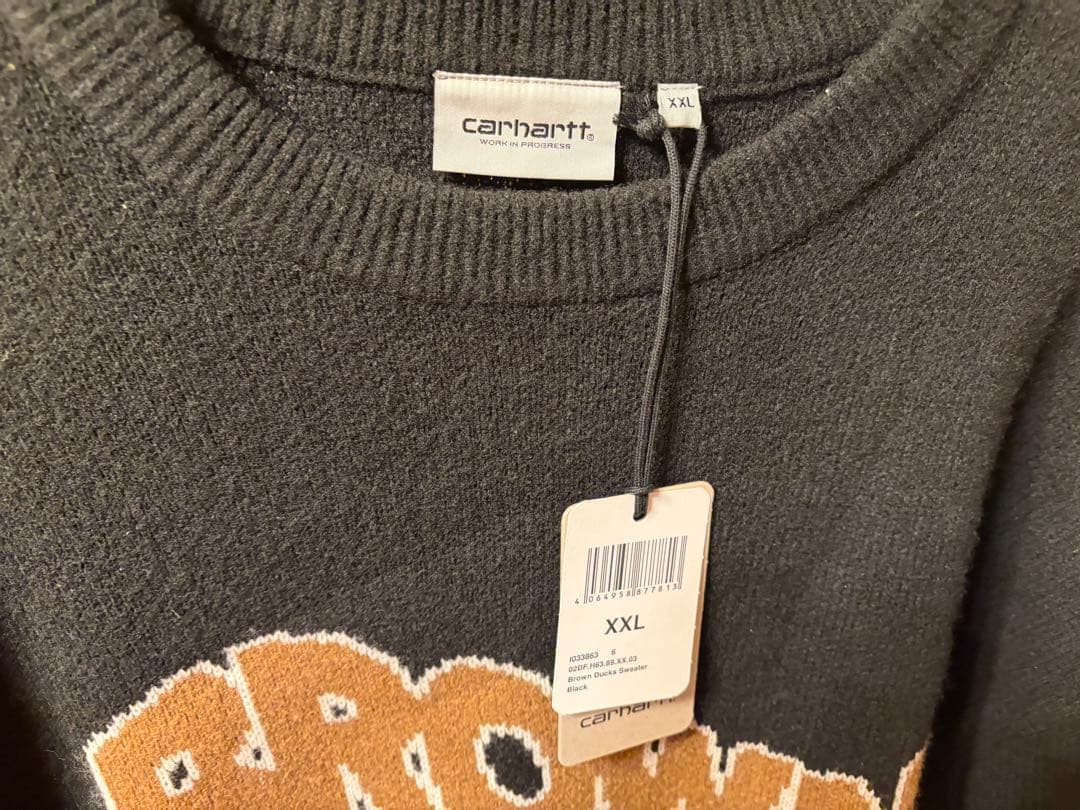 carhartt
WORK IN PROGRESS
XXL
4 064958 877813
XXL
I033863 6
02DF.H63.89.XX.03
Brown Ducks Sweater
Black
carhartt
BROWN